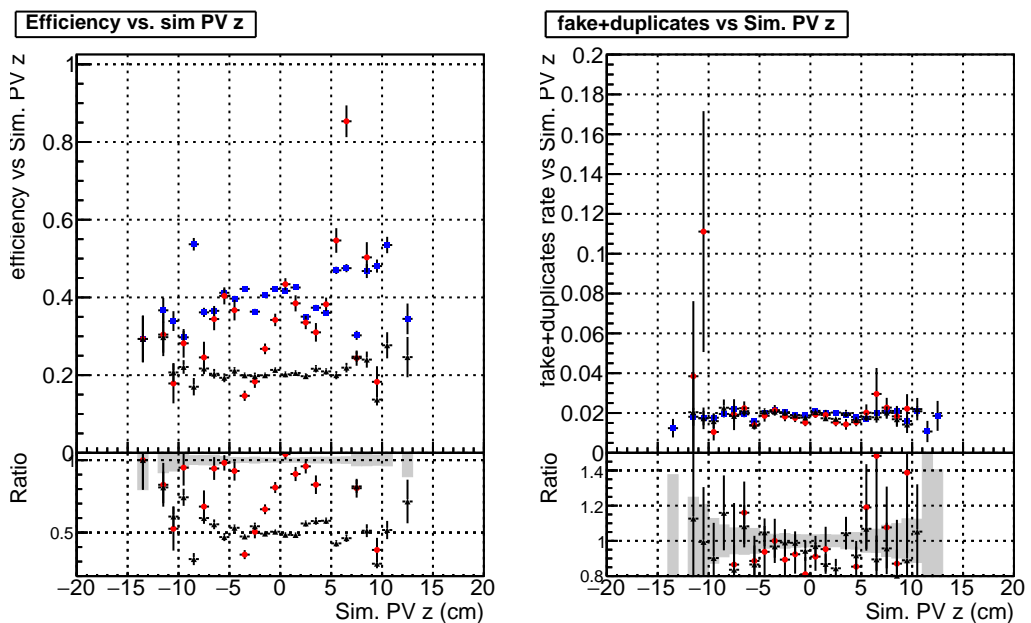 Efficiency vs. sim PV z
efficiency vs Sim. PV z
1
0.8
0.6
0.4
0.2
0
Ratio
1
0.5
−20 −15 −10 −5 0 5 10 15 20
Sim. PV z (cm)
fake+duplicates vs Sim. PV z
fake+duplicates rate vs Sim. PV z
0.2
0.18
0.16
0.14
0.12
0.1
0.08
0.06
0.04
0.02
0
Ratio
1.4
1.2
1
0.8
−20 −15 −10 −5 0 5 10 15 20
Sim. PV z (cm)